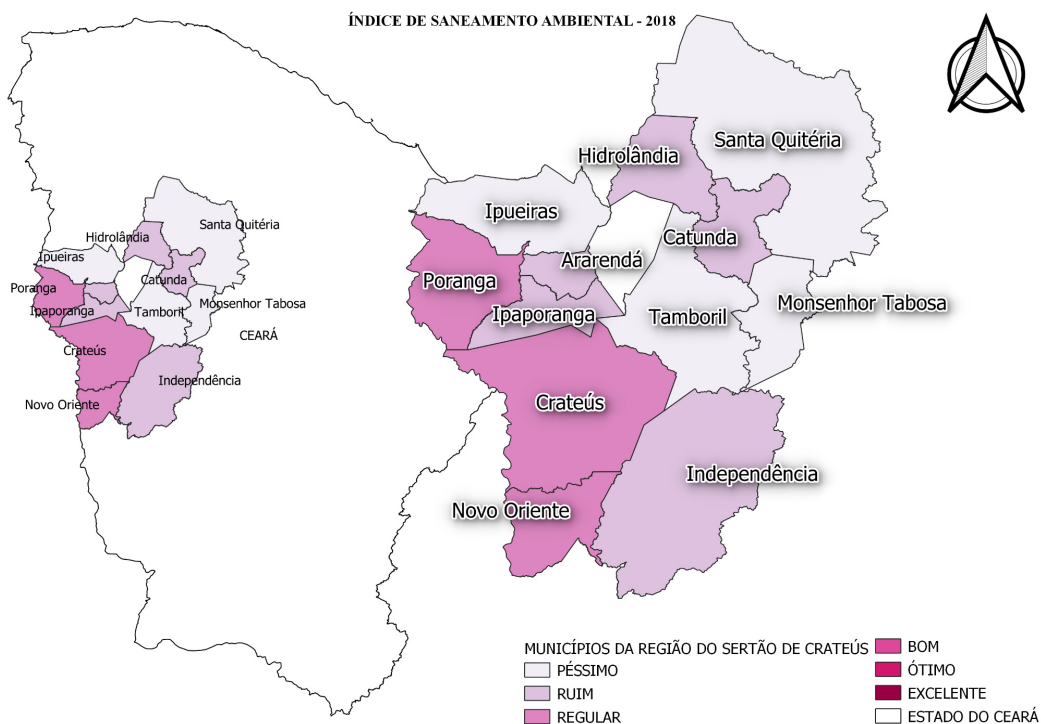 ÍNDICE DE SANEAMENTO AMBIENTAL - 2018
Santa Quitéria
Hidrolândia
Ipueiras
Catunda
Poranga
Monsenhor Tabosa
Ipaporanga
Tamboril
CEARÁ
Crateús
Independência
Novo Oriente
Santa Quitéria
Hidrolândia
Ipueiras
Catunda
Ararendá
Poranga
Monsenhor Tabosa
Ipaporanga
Tamboril
Crateús
Independência
Novo Oriente
MUNICÍPIOS DA REGIÃO DO SERTÃO DE CRATEÚS
PÉSSIMO
RUIM
REGULAR
BOM
ÓTIMO
EXCELENTE
ESTADO DO CEARÁ